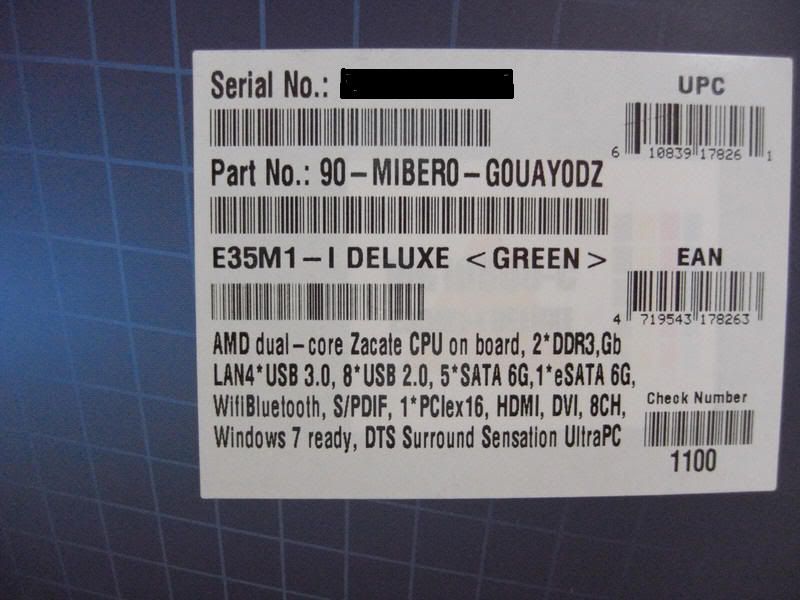 Serial No.:
UPC
6 10839 17826 1
Part No.: 90-MIBER0-G0UAY0DZ
E35M1-I DELUXE <GREEN>
EAN
4 719543 178263
AMD dual-core Zacate CPU on board, 2*DDR3,Gb
LAN4*USB 3.0, 8*USB 2.0, 5*SATA 6G,1*eSATA 6G,
WifiBluetooth, S/PDIF, 1*PCIex16, HDMI, DVI, 8CH,
Windows 7 ready, DTS Surround Sensation UltraPC
Check Number
1100